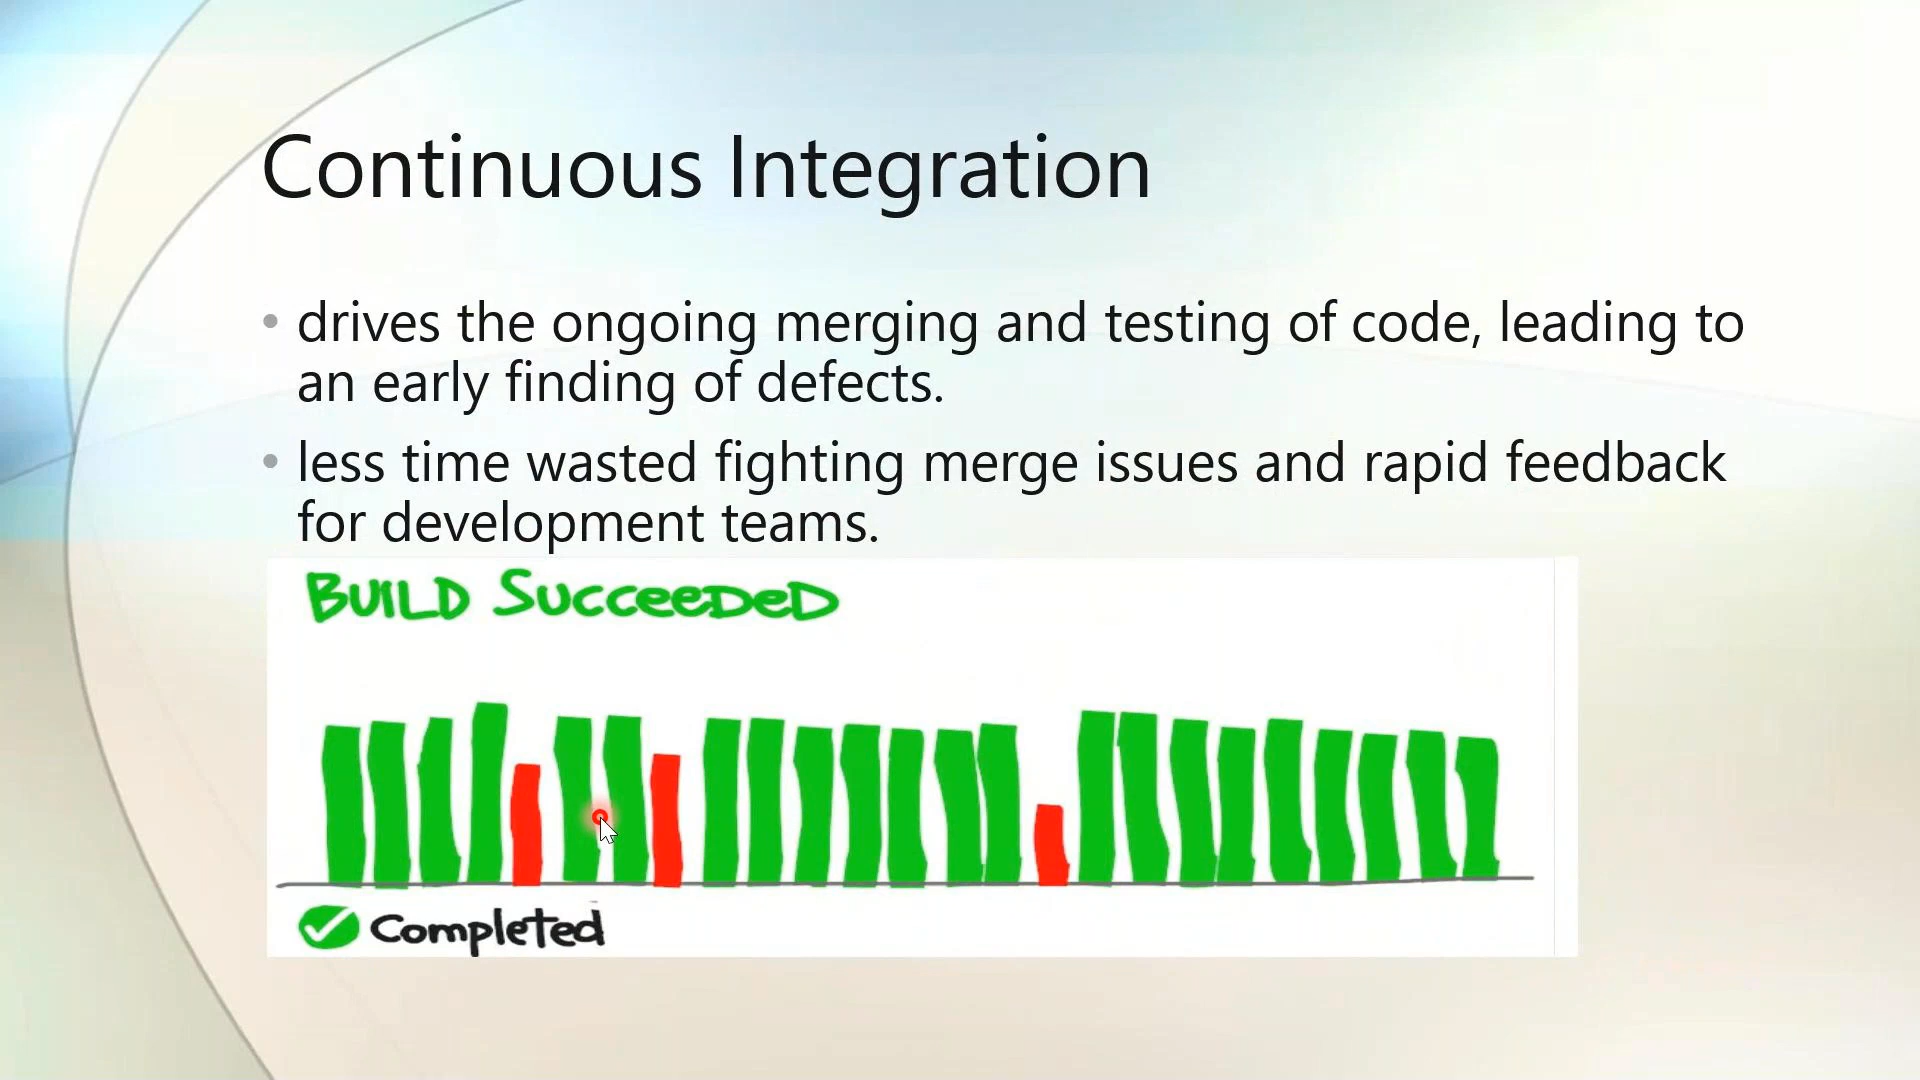 Continuous Integration
• drives the ongoing merging and testing of code, leading to
an early finding of defects.
• less time wasted fighting merge issues and rapid feedback
for development teams.
BUILD SUCCEEDED
Completed